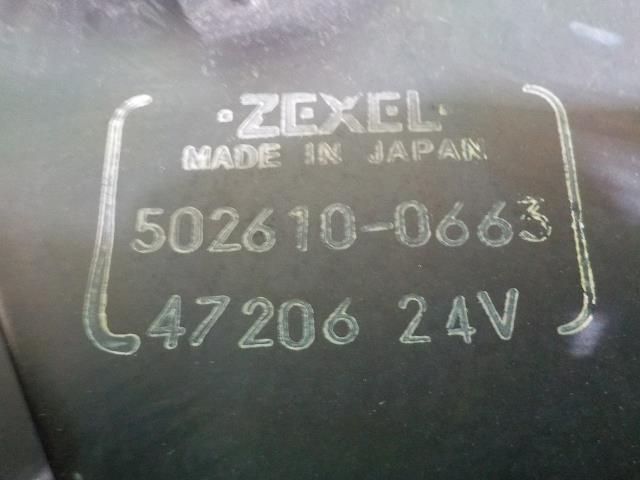 ·ZEXEL·
MADE IN JAPAN
502610-0663
47206 24V